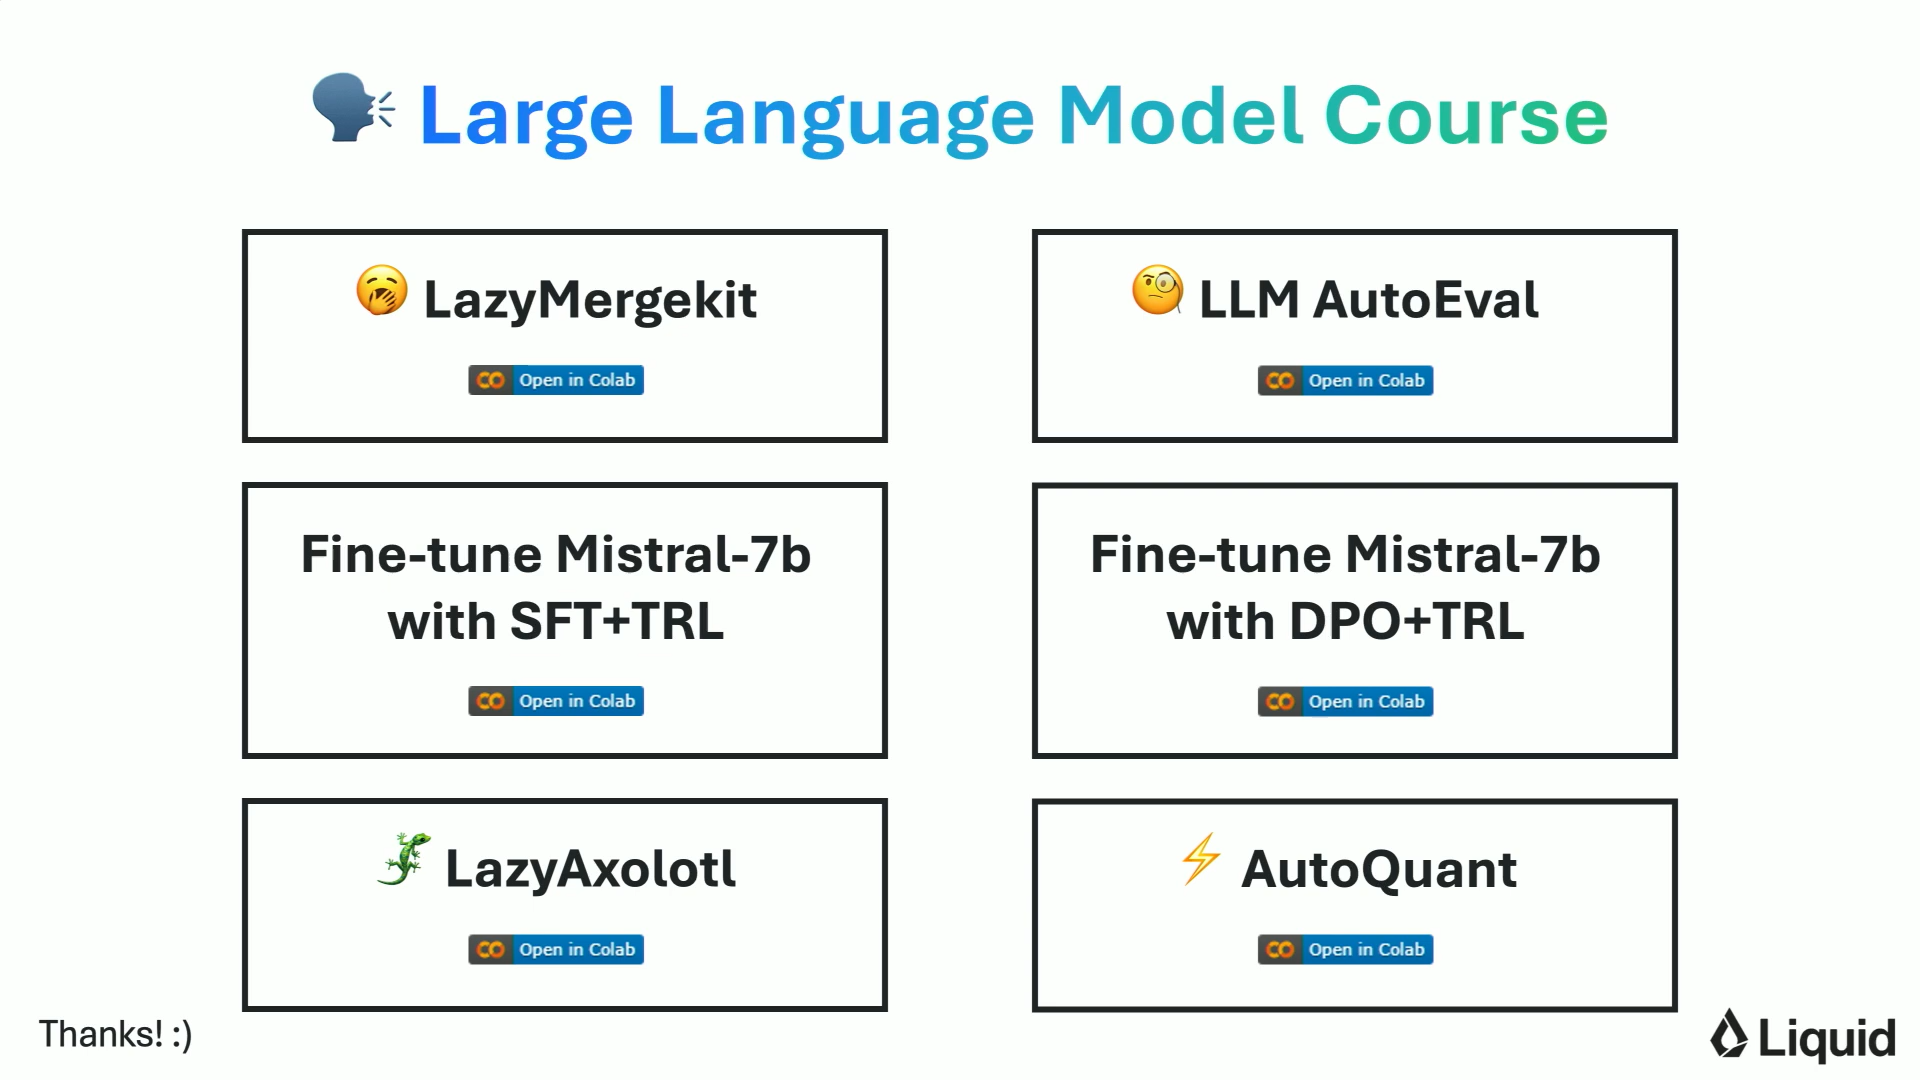 🗣️ Large Language Model Course
🥱 LazyMergekit
Open in Colab
🧐 LLM AutoEval
Open in Colab
Fine-tune Mistral-7b
with SFT+TRL
Open in Colab
Fine-tune Mistral-7b
with DPO+TRL
Open in Colab
🦎 LazyAxolotl
Open in Colab
⚡ AutoQuant
Open in Colab
Thanks! :)
Liquid